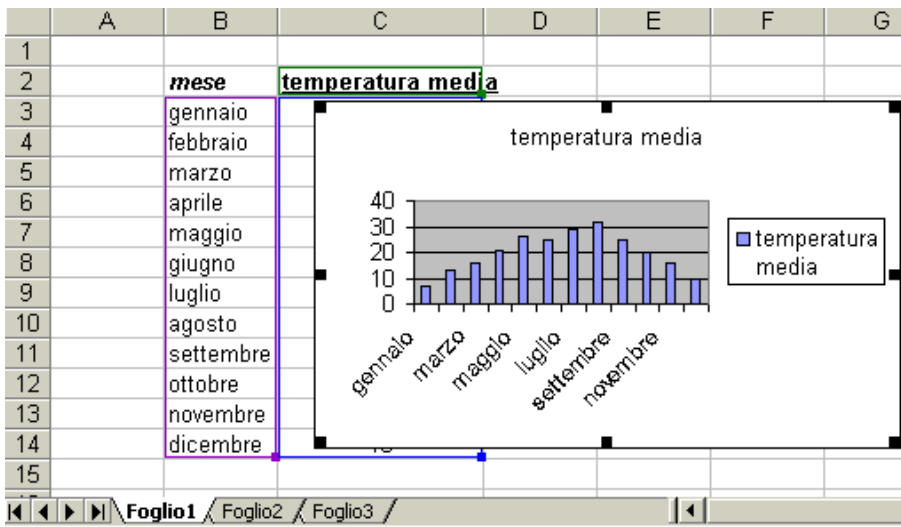 A B C D E F G
1
2 mese temperatura media
3 gennaio
4 febbraio
5 marzo
6 aprile
7 maggio
8 giugno
9 luglio
10 agosto
11 settembre
12 ottobre
13 novembre
14 dicembre
15
temperatura media
40
30
20
10
0
gennaio marzo maggio luglio settembre novembre
temperatura
media
Foglio1 Foglio2 Foglio3